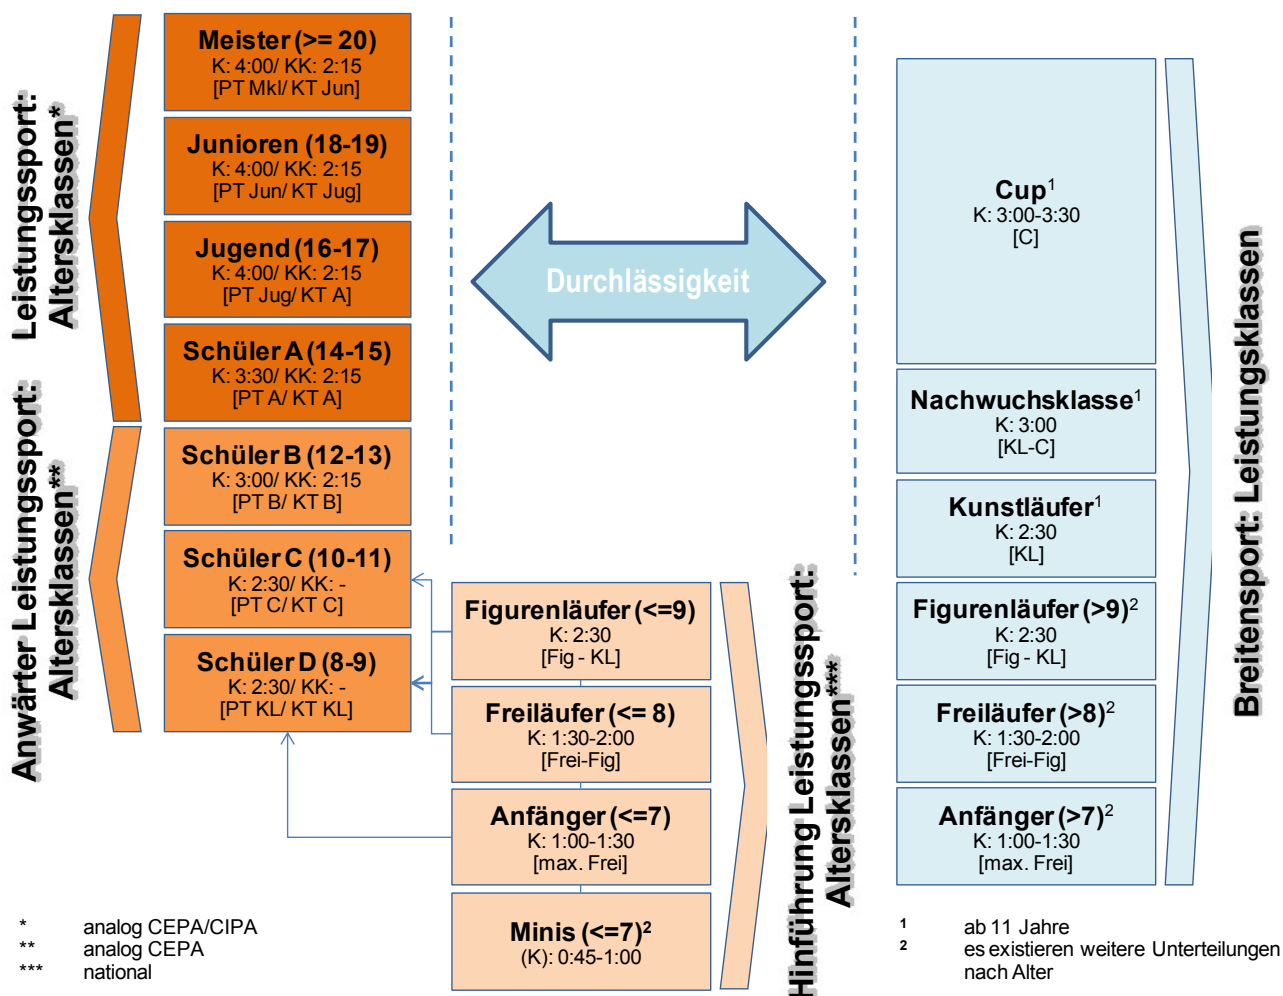 Leistungssport:
Altersklassen*
Anwärter Leistungssport:
Altersklassen**
Meister (>= 20)
K: 4:00/ KK: 2:15
[PT Mkl/ KT Jun]
Junioren (18-19)
K: 4:00/ KK: 2:15
[PT Jun/ KT Jug]
Jugend (16-17)
K: 4:00/ KK: 2:15
[PT Jug/ KT A]
Schüler A (14-15)
K: 3:30/ KK: 2:15
[PT A/ KT A]
Schüler B (12-13)
K: 3:00/ KK: 2:15
[PT B/ KT B]
Schüler C (10-11)
K: 2:30/ KK: -
[PT C/ KT C]
Schüler D (8-9)
K: 2:30/ KK: -
[PT KL/ KT KL]
Durchlässigkeit
Figurenläufer (<=9)
K: 2:30
[Fig - KL]
Freiläufer (<= 8)
K: 1:30-2:00
[Frei-Fig]
Anfänger (<=7)
K: 1:00-1:30
[max. Frei]
Minis (<=7)²
(K): 0:45-1:00
Hinführung Leistungssport:
Altersklassen***
Cup¹
K: 3:00-3:30
[C]
Nachwuchsklasse¹
K: 3:00
[KL-C]
Kunstläufer¹
K: 2:30
[KL]
Figurenläufer (>9)²
K: 2:30
[Fig - KL]
Freiläufer (>8)²
K: 1:30-2:00
[Frei-Fig]
Anfänger (>7)²
K: 1:00-1:30
[max. Frei]
Breitensport: Leistungsklassen
* analog CEPA/CIPA
** analog CEPA
*** national
¹ ab 11 Jahre
² es existieren weitere Unterteilungen
nach Alter